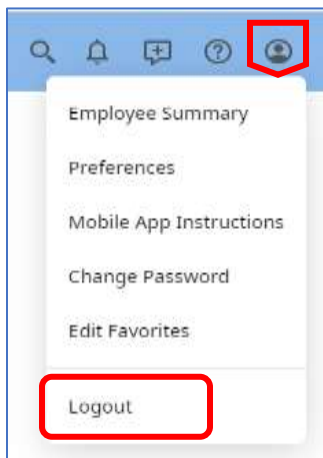 Employee Summary
Preferences
Mobile App Instructions
Change Password
Edit Favorites
Logout